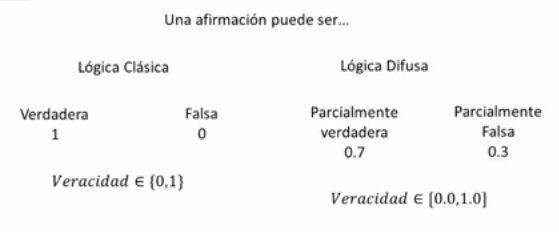 Una afirmación puede ser...
Lógica Clásica
Verdadera
1
Falsa
0
Veracidad ∈ {0,1}
Lógica Difusa
Parcialmente
verdadera
0.7
Parcialmente
Falsa
0.3
Veracidad ∈ [0.0,1.0]